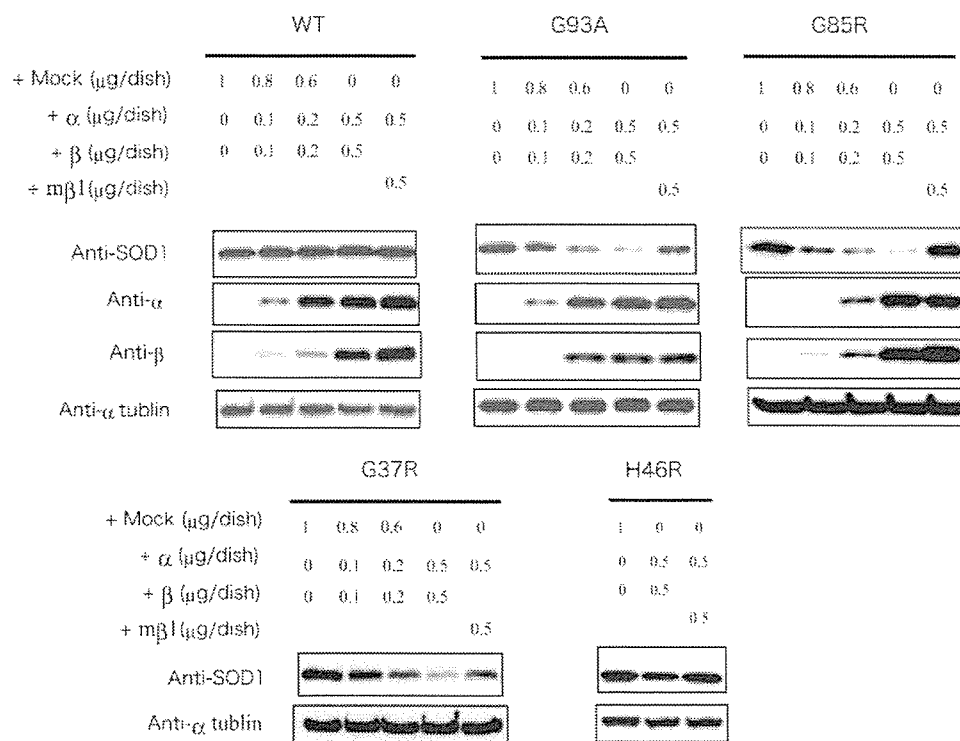 WT G93A G85R
+ Mock (μg/dish) 1 0.8 0.6 0 0 1 0.8 0.6 0 0 1 0.8 0.6 0 0
+ α (μg/dish) 0 0.1 0.2 0.5 0.5 0 0.1 0.2 0.5 0.5 0 0.1 0.2 0.5 0.5
+ β (μg/dish) 0 0.1 0.2 0.5 0 0.1 0.2 0.5 0 0.1 0.2 0.5
+ mβ1(μg/dish) 0.5 0.5 0.5
Anti-SOD1
Anti-α
Anti-β
Anti-α tublin
G37R H46R
+ Mock (μg/dish) 1 0.8 0.6 0 0 1 0 0
+ α (μg/dish) 0 0.1 0.2 0.5 0.5 0 0.5 0.5
+ β (μg/dish) 0 0.1 0.2 0.5 0 0.5
+ mβ1(μg/dish) 0.5 0.5
Anti-SOD1
Anti-α tublin